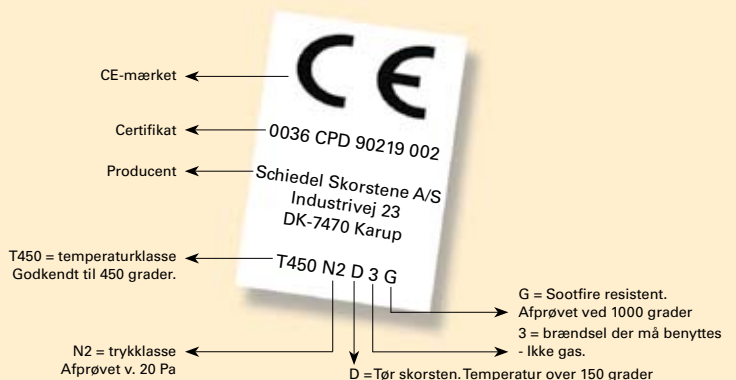 CE
CE-mærket
0036 CPD 90219 002
Certifikat
Schiedel Skorstene A/S
Industrivej 23
DK-7470 Karup
Producent
T450 N2 D 3 G
T450 = temperaturklasse
Godkendt til 450 grader.
G = Sootfire resistent.
Afprøvet ved 1000 grader
3 = brændsel der må benyttes
- Ikke gas.
N2 = trykklasse
Afprøvet v. 20 Pa
D =Tør skorsten. Temperatur over 150 grader